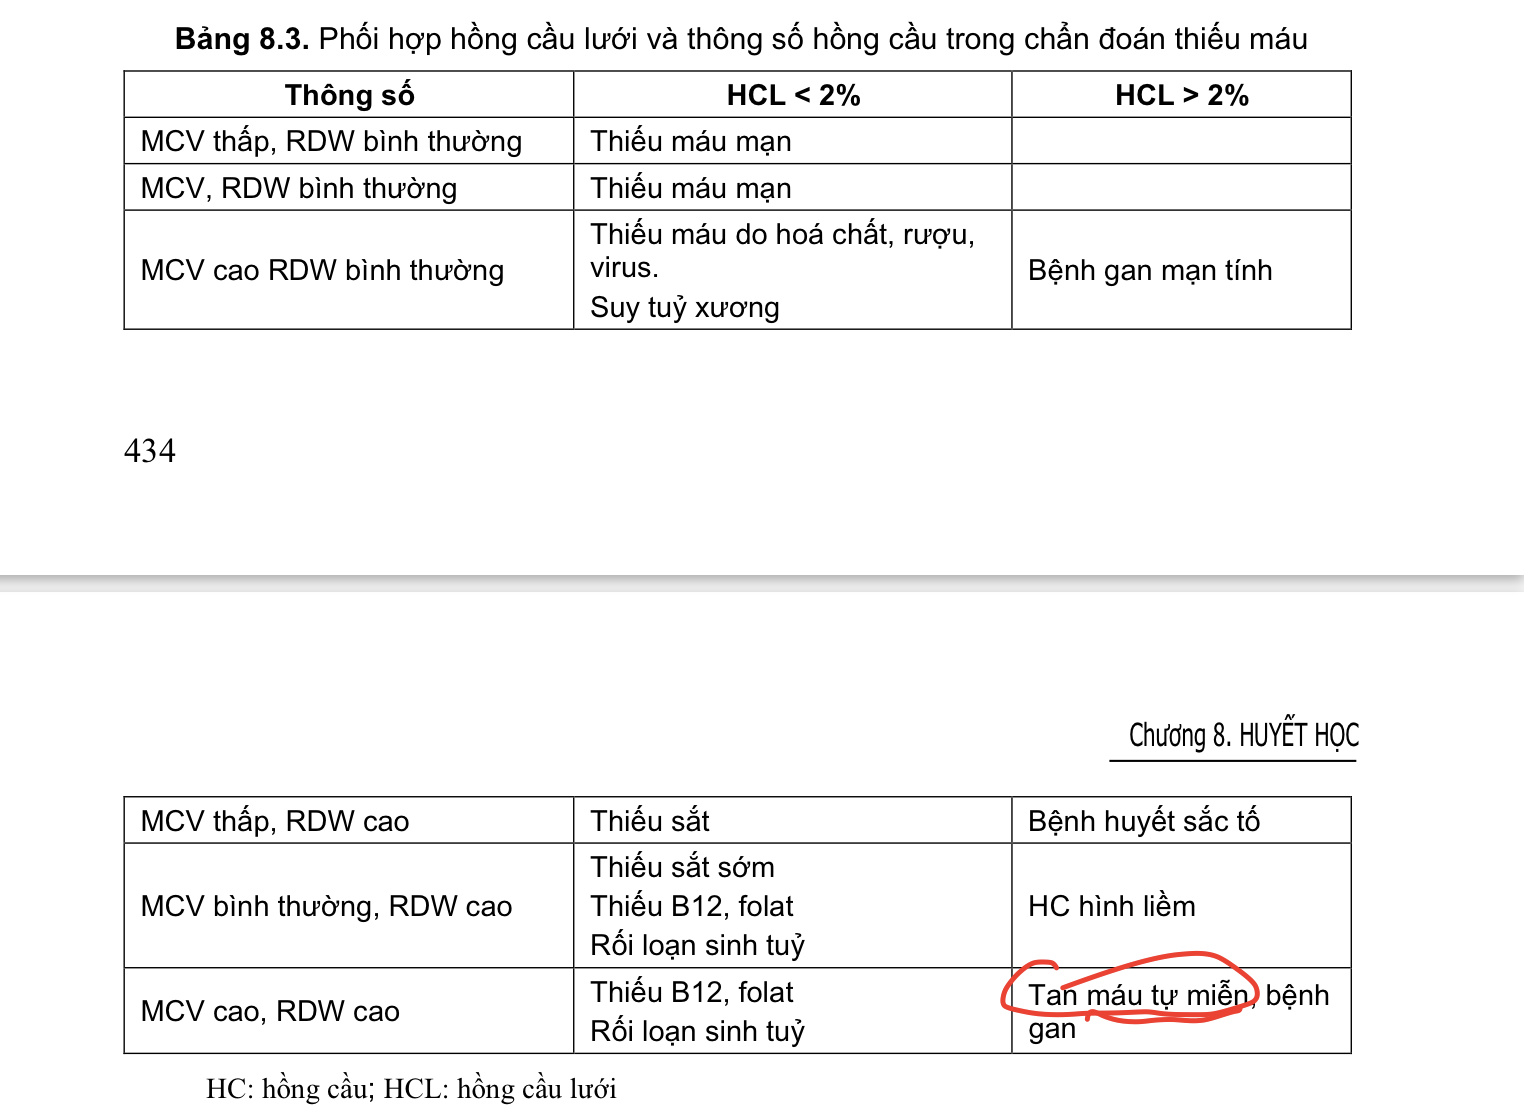 Bảng 8.3. Phối hợp hồng cầu lưới và thông số hồng cầu trong chẩn đoán thiếu máu
Thông số HCL < 2% HCL > 2%
MCV thấp, RDW bình thường Thiếu máu mạn
MCV, RDW bình thường Thiếu máu mạn
MCV cao RDW bình thường
Thiếu máu do hoá chất, rượu,
virus.
Suy tuỷ xương
Bệnh gan mạn tính
434
Chương 8. HUYẾT HỌC
MCV thấp, RDW cao Thiếu sắt Bệnh huyết sắc tố
MCV bình thường, RDW cao
Thiếu sắt sớm
Thiếu B12, folat
Rối loạn sinh tuỷ
HC hình liềm
MCV cao, RDW cao
Thiếu B12, folat
Rối loạn sinh tuỷ
Tan máu tự miễn, bệnh
gan
HC: hồng cầu; HCL: hồng cầu lưới